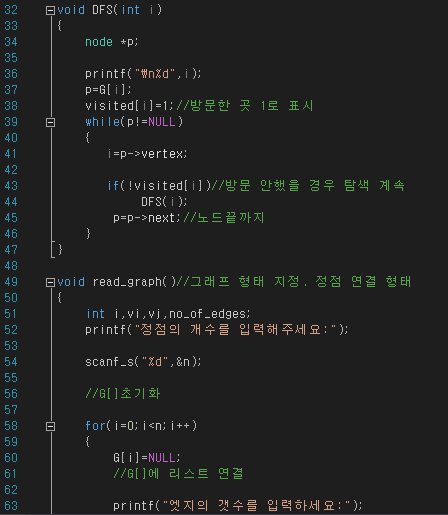 32 void DFS(int i)
33 {
34 node *p;
35
36 printf("₩n%d",i);
37 p=G[i];
38 visited[i]=1;//방문한 곳 1로 표시
39 while(p!=NULL)
40 {
41 i=p->vertex;
42
43 if(!visited[i])//방문 안했을 경우 탐색 계속
44 DFS(i);
45 p=p->next;//노드끝까지
46 }
47 }
48
49 void read_graph()//그래프 형태 지정, 정점 연결 형태
50 {
51 int i,vi,vj,no_of_edges;
52 printf("정점의 개수를 입력해주세요:");
53
54 scanf_s("%d",&n);
55
56 //G[]초기화
57
58 for(i=0;i<n;i++)
59 {
60 G[i]=NULL;
61 //G[]에 리스트 연결
62
63 printf("엣지의 갯수를 입력하세요:");